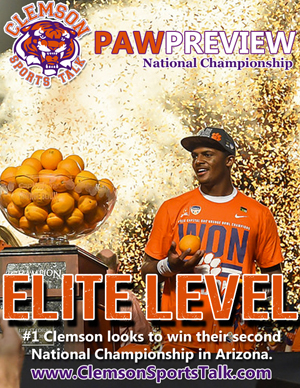 CLEMSON
SPORTS TALK
PAWPREVIEW
National Championship
WON
ELITE LEVEL
#1 Clemson looks to win their second
National Championship in Arizona.
www.ClemsonSportsTalk.com